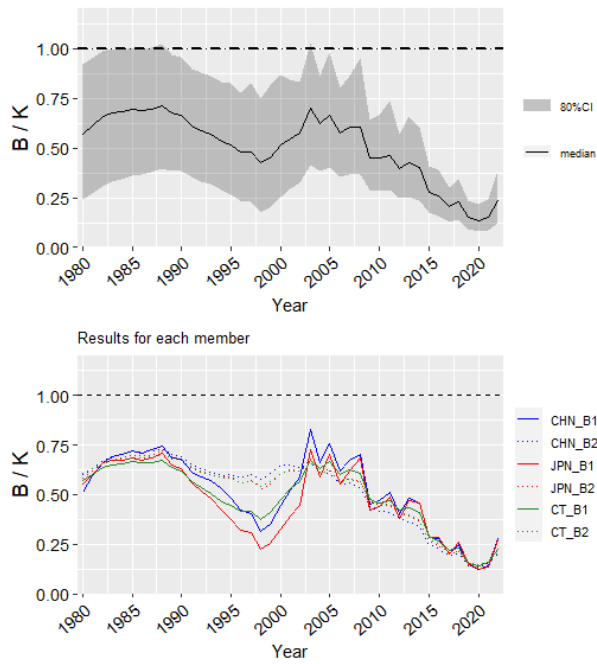 1.00
0.75
0.50
0.25
0.00
B / K
1980
1985
1990
1995
2000
2005
2010
2015
2020
Year
80%CI
median
Results for each member
1.00
0.75
0.50
0.25
0.00
B / K
1980
1985
1990
1995
2000
2005
2010
2015
2020
Year
CHN_B1
CHN_B2
JPN_B1
JPN_B2
CT_B1
CT_B2